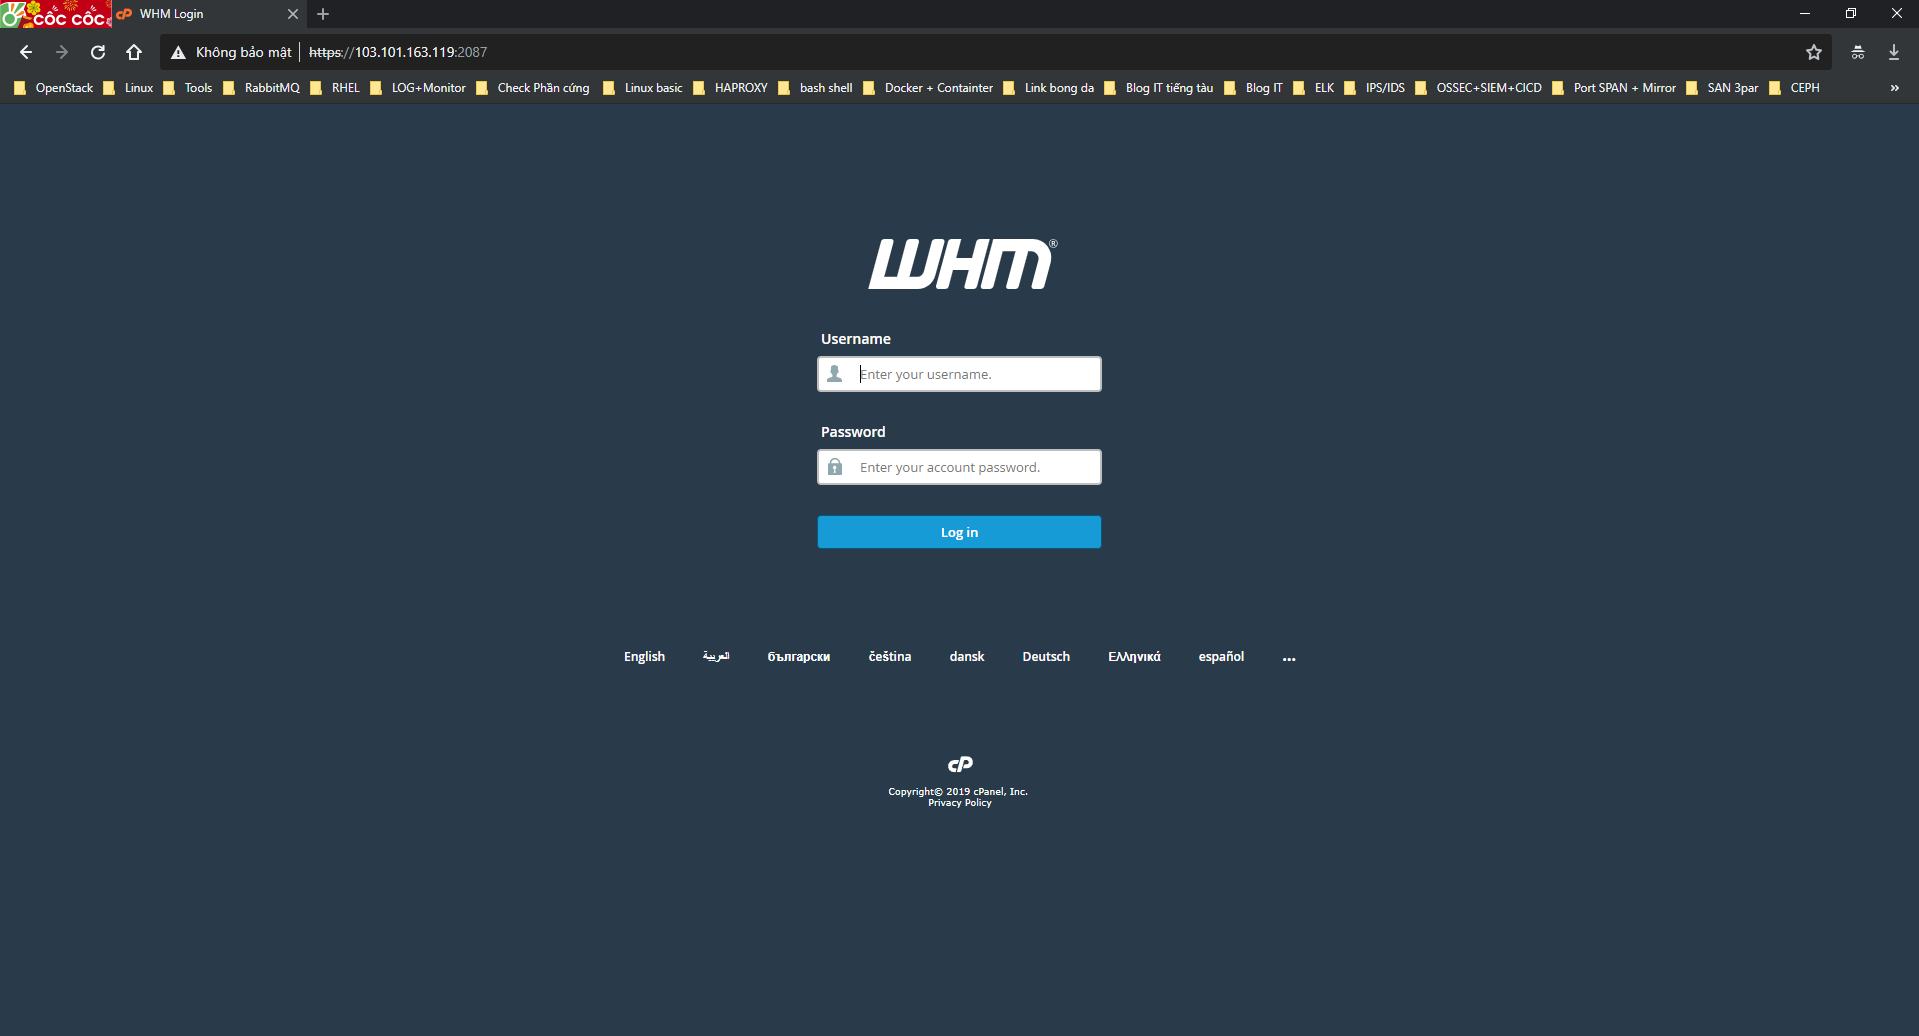 CỐC CỐC WHM Login
Không bảo mật https://103.101.163.119:2087
OpenStack Linux Tools RabbitMQ RHEL LOG+Monitor Check Phần cứng Linux basic HAPROXY bash shell Docker + Containter Link bong da Blog IT tiếng tàu Blog IT ELK IPS/IDS OSSEC+SIEM+CICD Port SPAN + Mirror SAN 3par CEPH »
WHM®
Username
Enter your username.
Password
Enter your account password.
Log in
English العربية български čeština dansk Deutsch Ελληνικά español ...
cP
Copyright© 2019 cPanel, Inc.
Privacy Policy